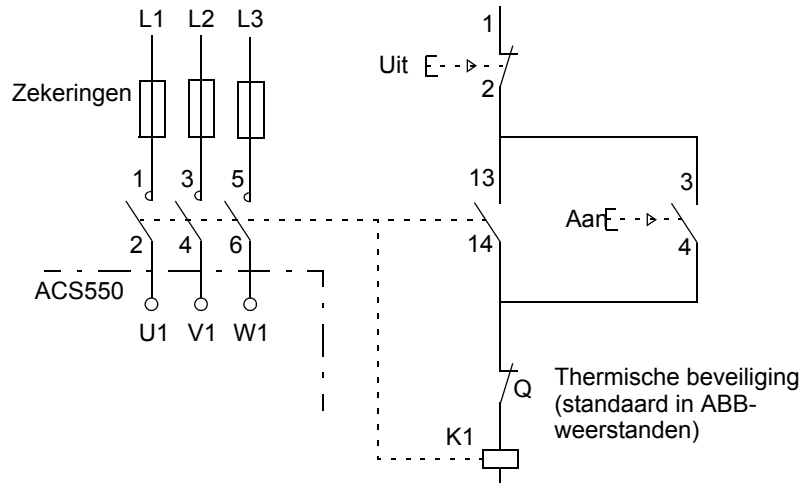 L1 L2 L3
1
Uit
2
Zekeringen
1 3 5
13
3
Aan
2 4 6
14
4
ACS550
U1 V1 W1
Q
Thermische beveiliging
(standaard in ABB-
weerstanden)
K1